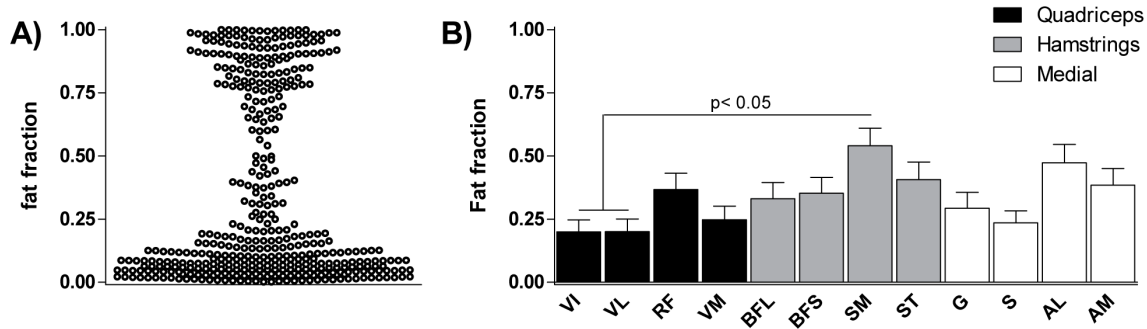 A)
fat fraction
1.00
0.75
0.50
0.25
0.00
B)
Fat fraction
1.00
0.75
0.50
0.25
0.00
p< 0.05
Quadriceps
Hamstrings
Medial
VI VL RF VM BFL BFS SM ST G S AL AM